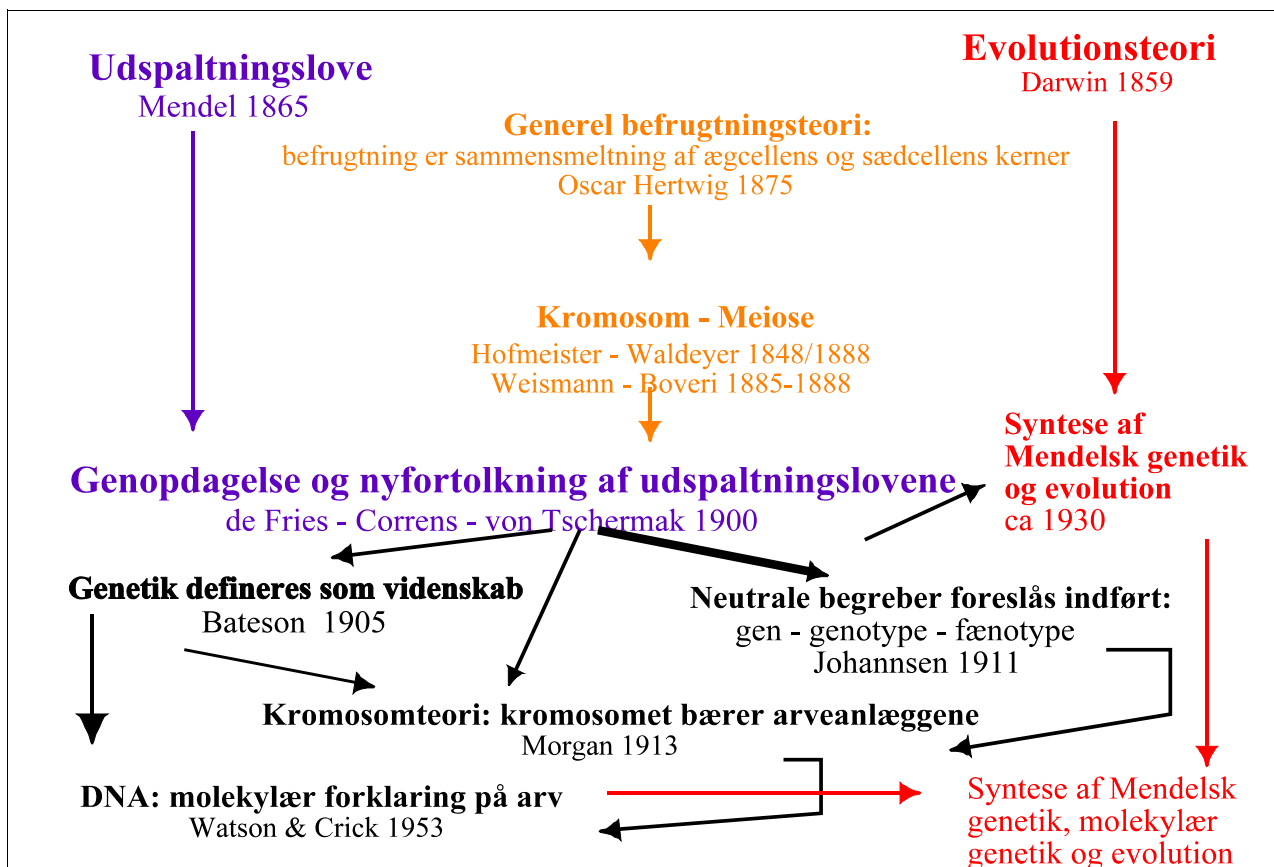 Udspaltningslove
Mendel 1865
Evolutionsteori
Darwin 1859
Generel befrugtningsteori:
befrugtning er sammensmeltning af ægcellens og sædcellens kerner
Oscar Hertwig 1875
Kromosom - Meiose
Hofmeister - Waldeyer 1848/1888
Weismann - Boveri 1885-1888
Syntese af
Mendelsk genetik
og evolution
ca 1930
Genopdagelse og nyfortolkning af udspaltningslovene
de Fries - Correns - von Tschermak 1900
Genetik defineres som videnskab
Bateson 1905
Neutrale begreber foreslås indført:
gen - genotype - fænotype
Johannsen 1911
Kromosomteori: kromosomet bærer arveanlæggene
Morgan 1913
DNA: molekylær forklaring på arv
Watson & Crick 1953
Syntese af Mendelsk
genetik, molekylær
genetik og evolution